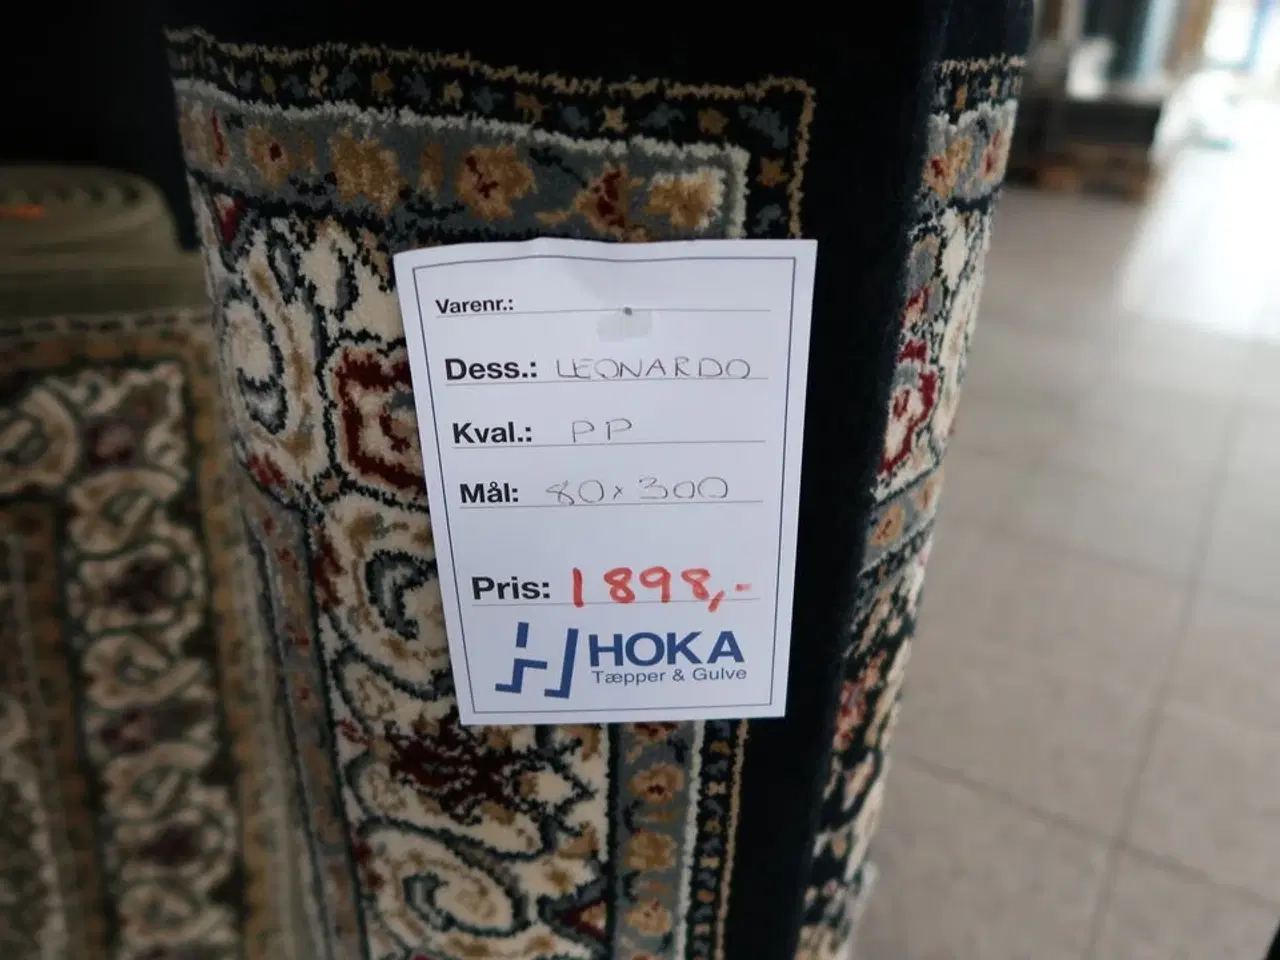 Varenr.:
Dess.: LEONARDO
Kval.: PP
Mål: 80x300
Pris: 1898,-
HOKA
Tæpper & Gulve